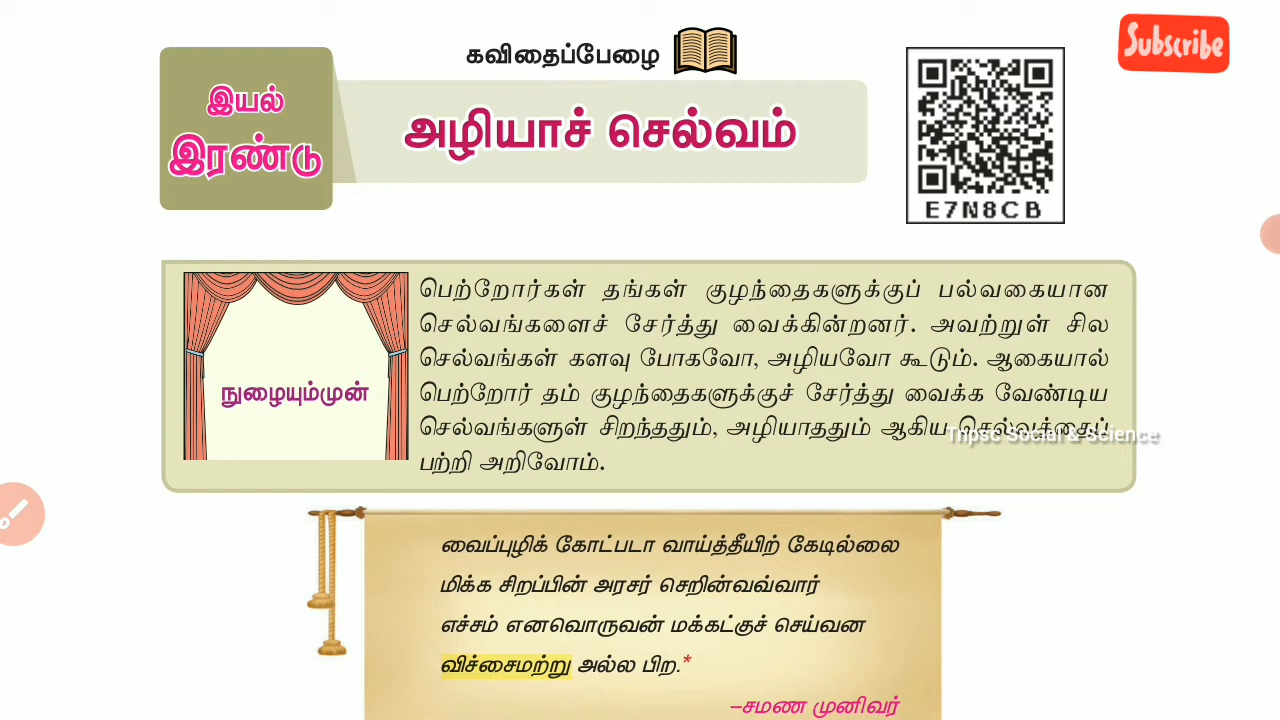 கவிதைப்பேழை
Subscribe
இயல்
இரண்டு
அழியாச் செல்வம்
E7N8CB
நுழையும்முன்
பெற்றோர்கள் தங்கள் குழந்தைகளுக்குப் பல்வகையான
செல்வங்களைச் சேர்த்து வைக்கின்றனர். அவற்றுள் சில
செல்வங்கள் களவு போகவோ, அழியவோ கூடும். ஆகையால்
பெற்றோர் தம் குழந்தைகளுக்குச் சேர்த்து வைக்க வேண்டிய
செல்வங்களுள் சிறந்ததும், அழியாததும் ஆகிய செல்வத்தைப்
பற்றி அறிவோம்.
Tnpsc Social & Science
வைப்புழிக் கோட்படா வாய்த்தீயிற் கேடில்லை
மிக்க சிறப்பின் அரசர் செறின்வவ்வார்
எச்சம் எனவொருவன் மக்கட்குச் செய்வன
விச்சைமற்று அல்ல பிற.*
–சமண முனிவர்